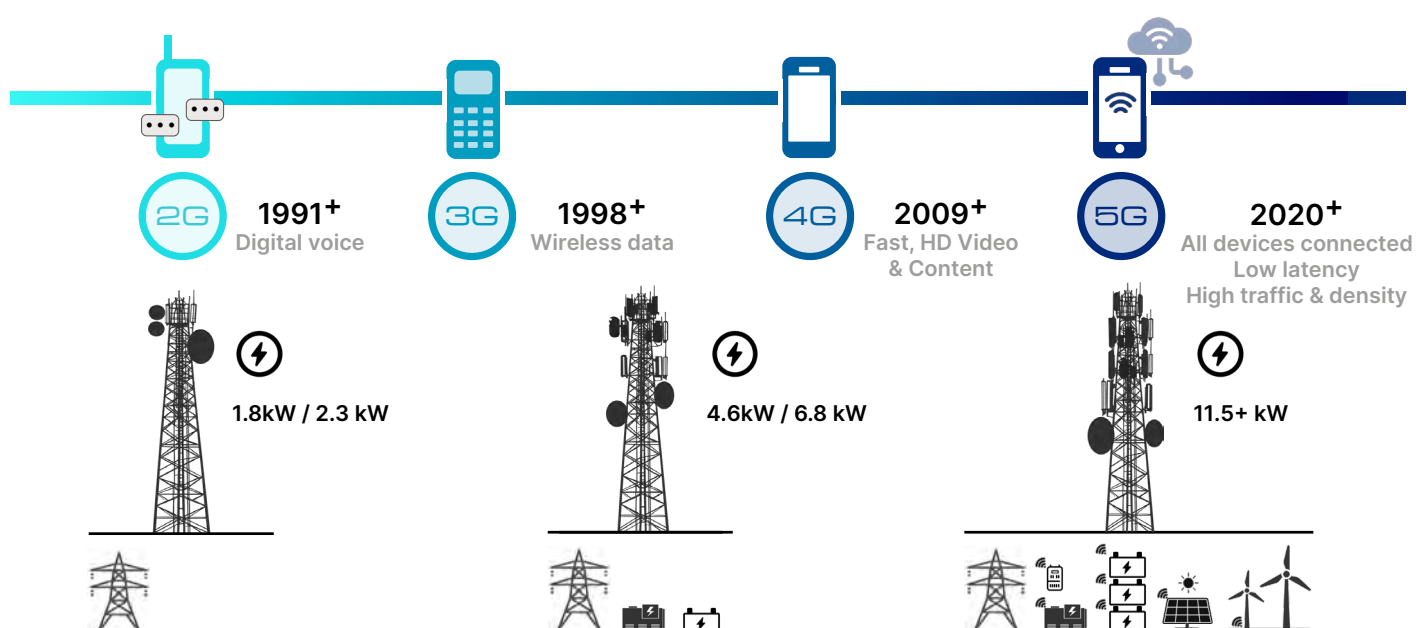 2G
1991+
Digital voice
3G
1998+
Wireless data
4G
2009+
Fast, HD Video
& Content
5G
2020+
All devices connected
Low latency
High traffic & density
1.8kW / 2.3 kW
4.6kW / 6.8 kW
11.5+ kW